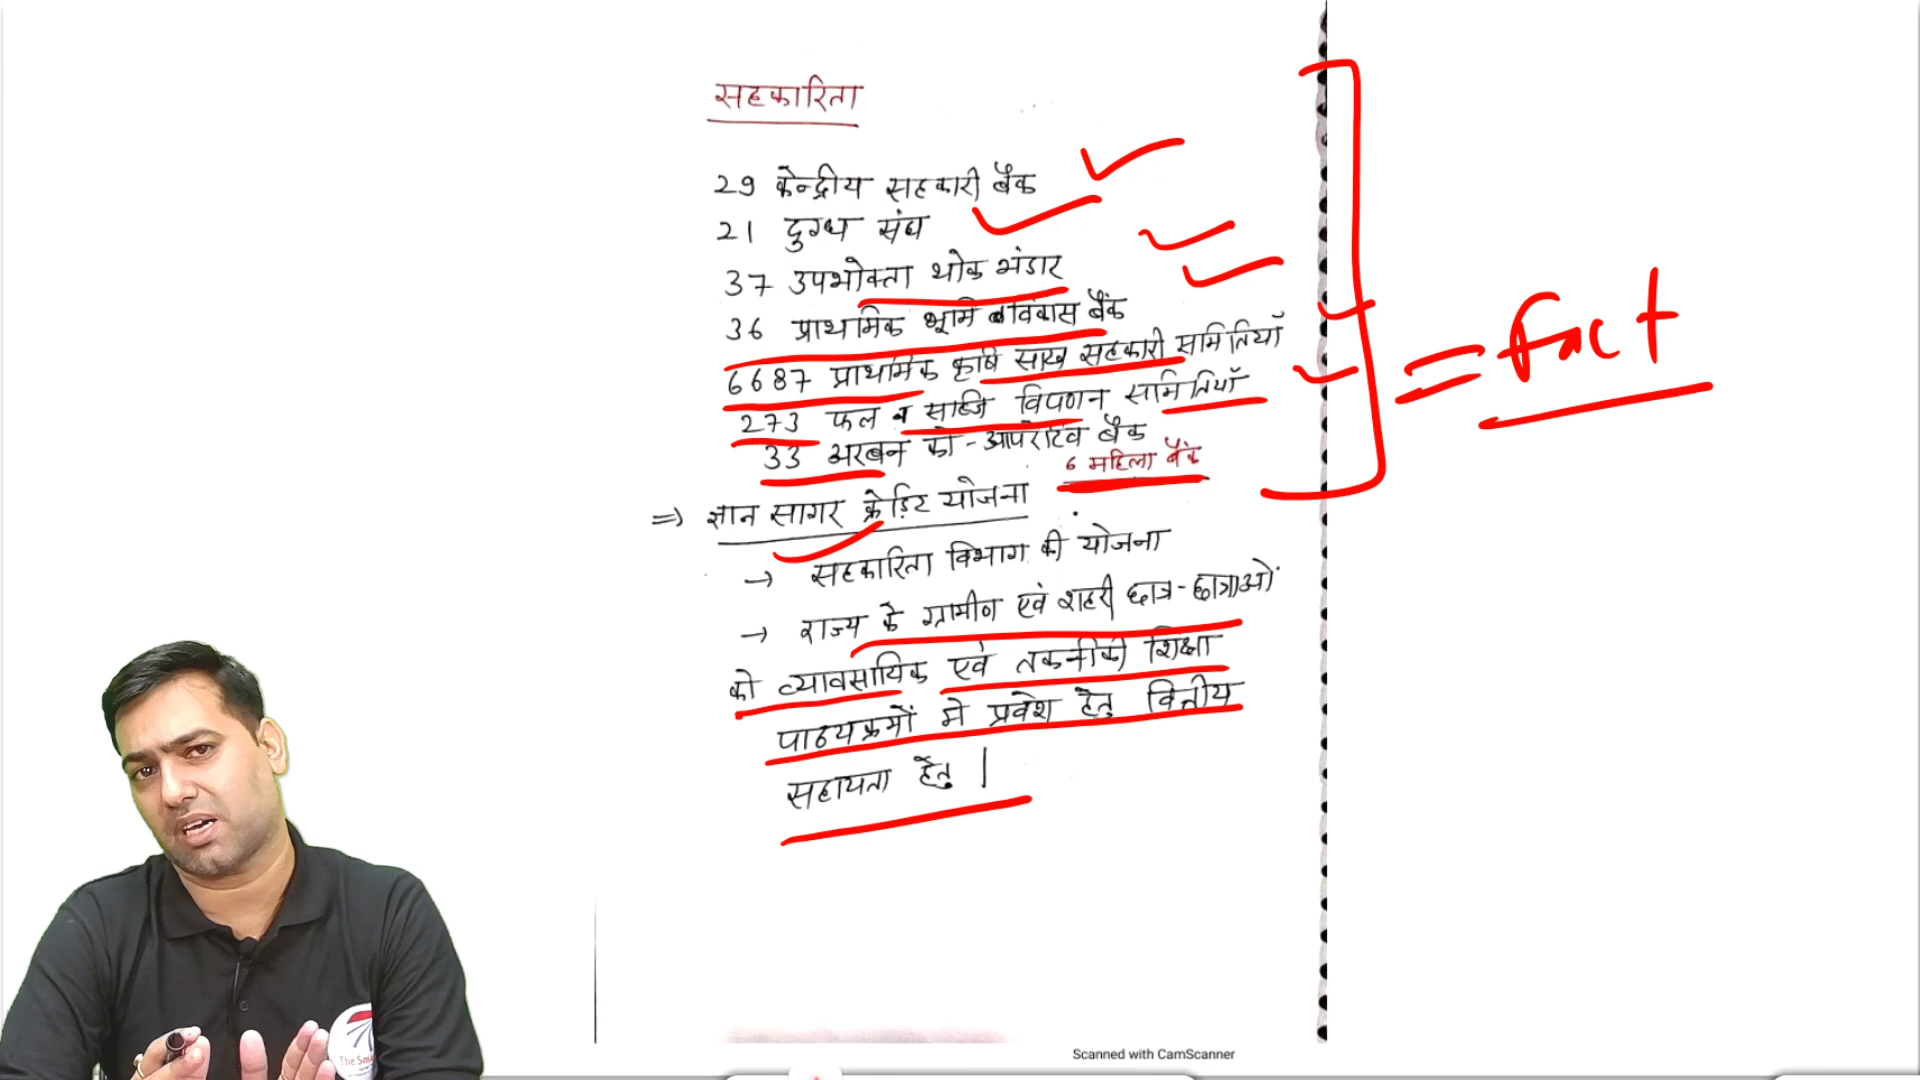 सहकारिता
29 केन्द्रीय सहकारी बैंक
21 दुग्ध संघ
37 उपभोक्ता थोक भंडार
36 प्राथमिक भूमि विकास बैंक
6687 प्राथमिक कृषि साख सहकारी समितियाँ
273 फल व सब्जि विपणन समितियाँ
33 अरबन को-आपरेटिव बैंक
6 महिला बैंक
⇒ ज्ञान सागर क्रेडिट योजना
→ सहकारिता विभाग की योजना
→ राज्य के ग्रामीण एवं शहरी छात्र-छात्राओं
को व्यावसायिक एवं तकनीकी शिक्षा
पाठयक्रमों में प्रवेश हेतु वित्तीय
सहायता हेतु।
= fact
Scanned with CamScanner